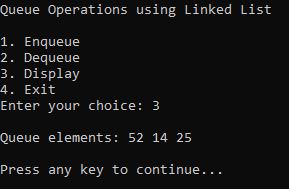 Queue Operations using Linked List
1. Enqueue
2. Dequeue
3. Display
4. Exit
Enter your choice: 3
Queue elements: 52 14 25
Press any key to continue...